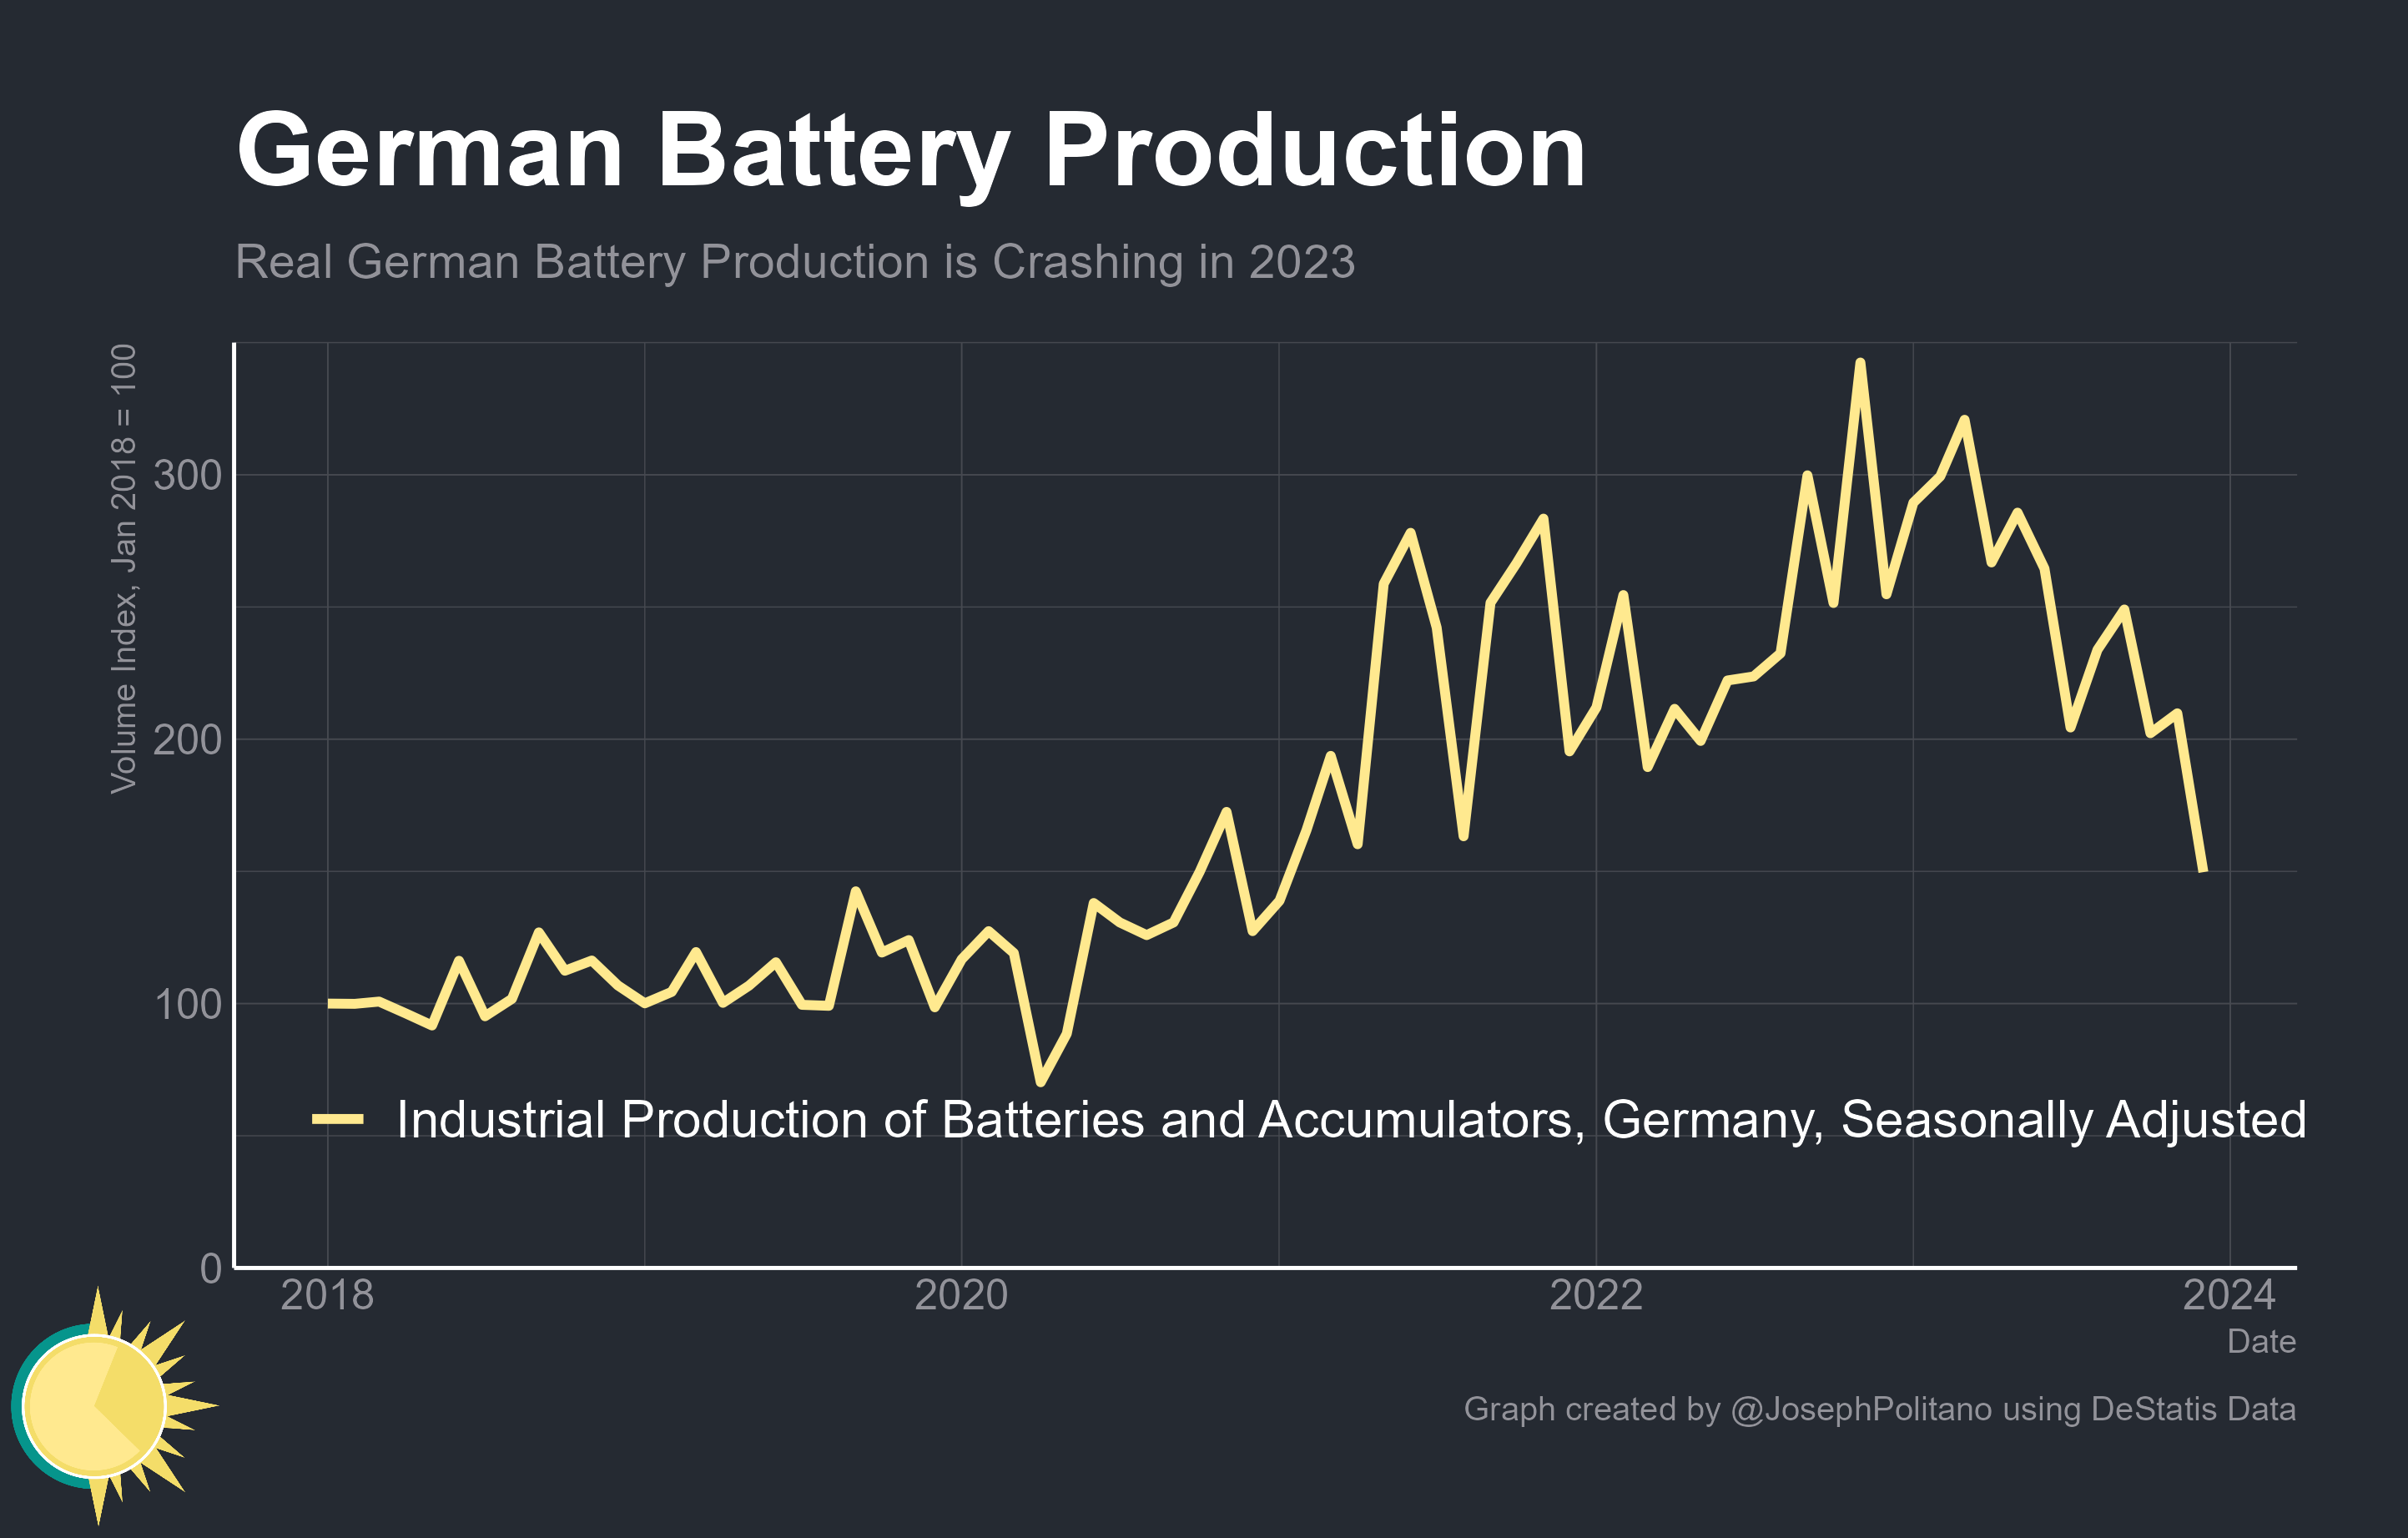 German Battery Production
Real German Battery Production is Crashing in 2023
Volume Index, Jan 2018 = 100
300
200
100
0
Industrial Production of Batteries and Accumulators, Germany, Seasonally Adjusted
2018 2020 2022 2024
Date
Graph created by @JosephPolitano using DeStatis Data